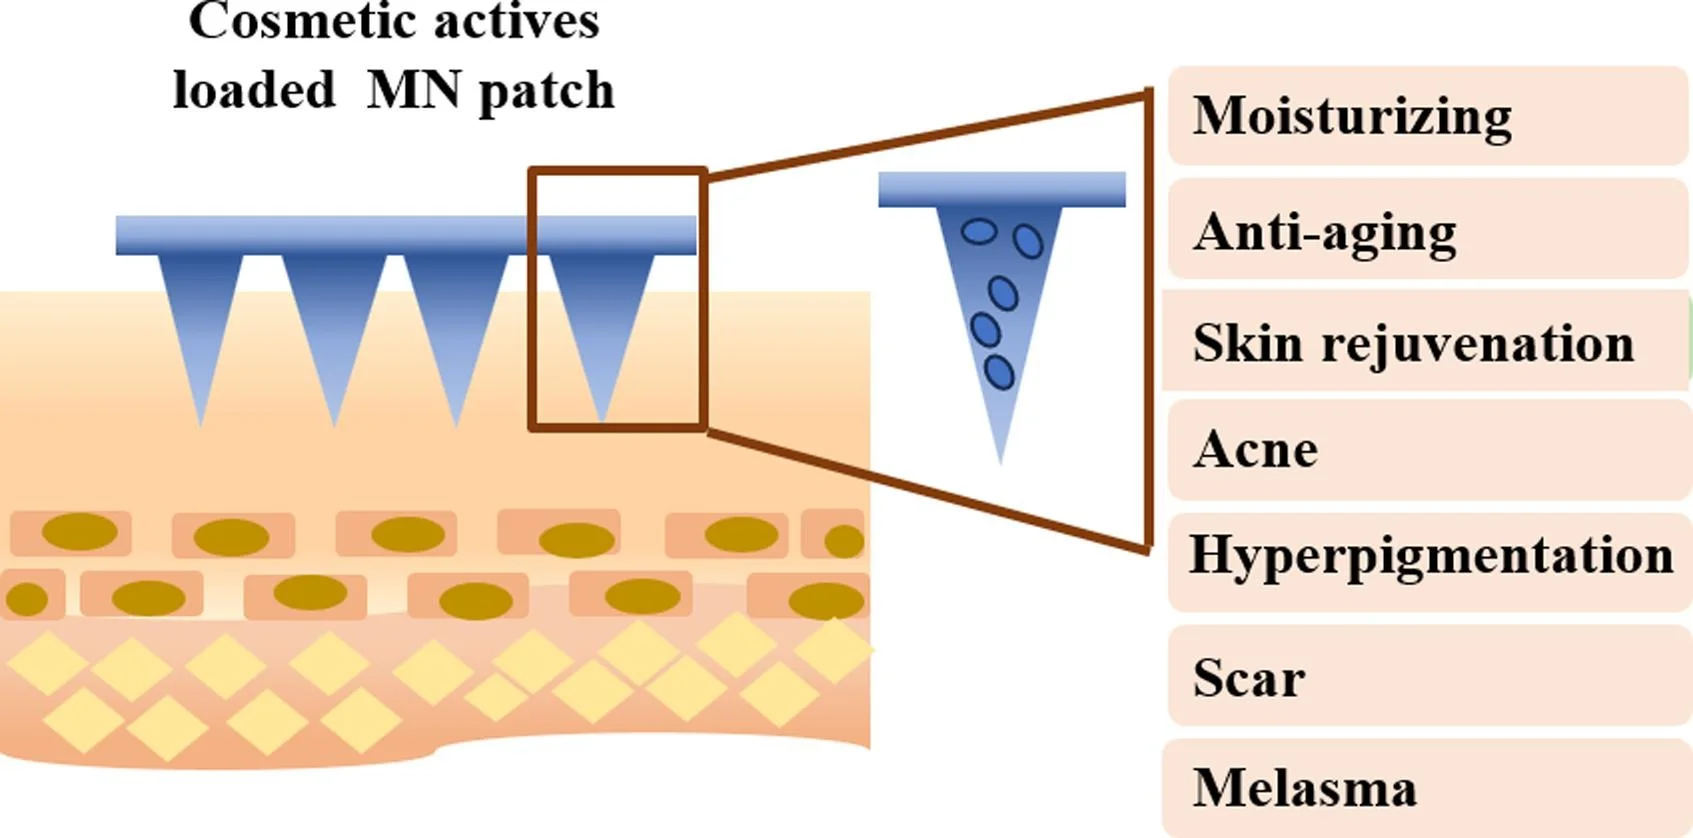 Cosmetic actives
loaded MN patch
Moisturizing
Anti-aging
Skin rejuvenation
Acne
Hyperpigmentation
Scar
Melasma